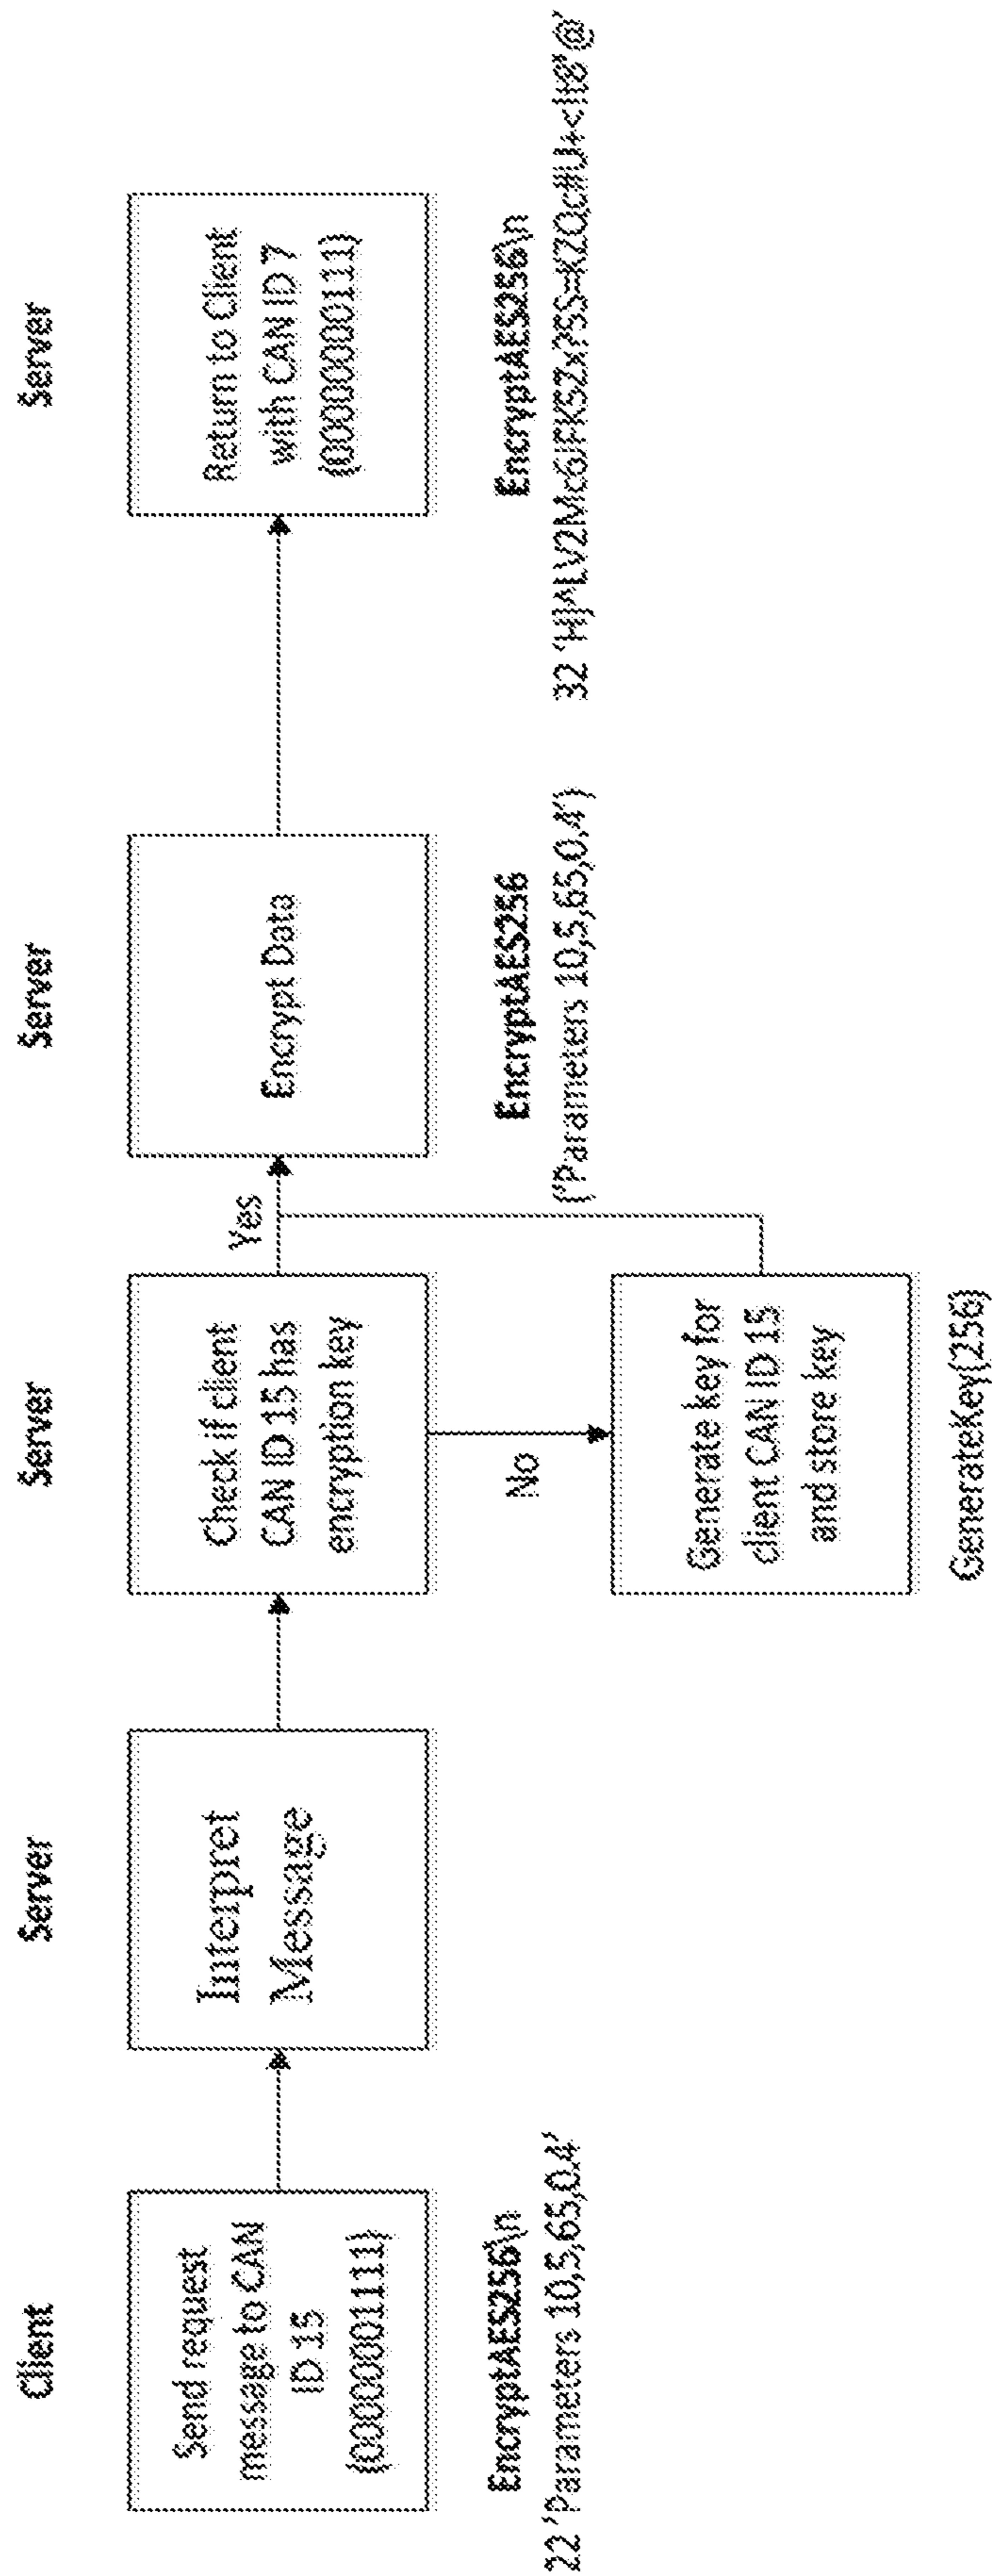 Client
Send request
message to CAN
ID 15
(00000001111)
EncryptAES256\n
22 'Parameters 10,5,65,0.4'
Server
Interpret
Message
Server
Check if client
CAN ID 15 has
encryption key
Yes
No
Generate key for
client CAN ID 15
and store key
GenerateKey(256)
Server
Encrypt Data
EncryptAES256
('Parameters 10,5,65,0.4')
Server
Return to Client
with CAN ID 7
(00000000111)
EncryptAES256\n
32